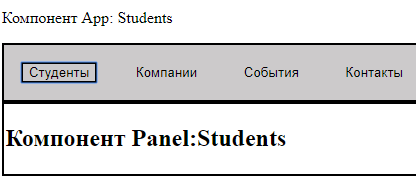 Компонент App: Students
Студенты Компании События Контакты
Компонент Panel:Students